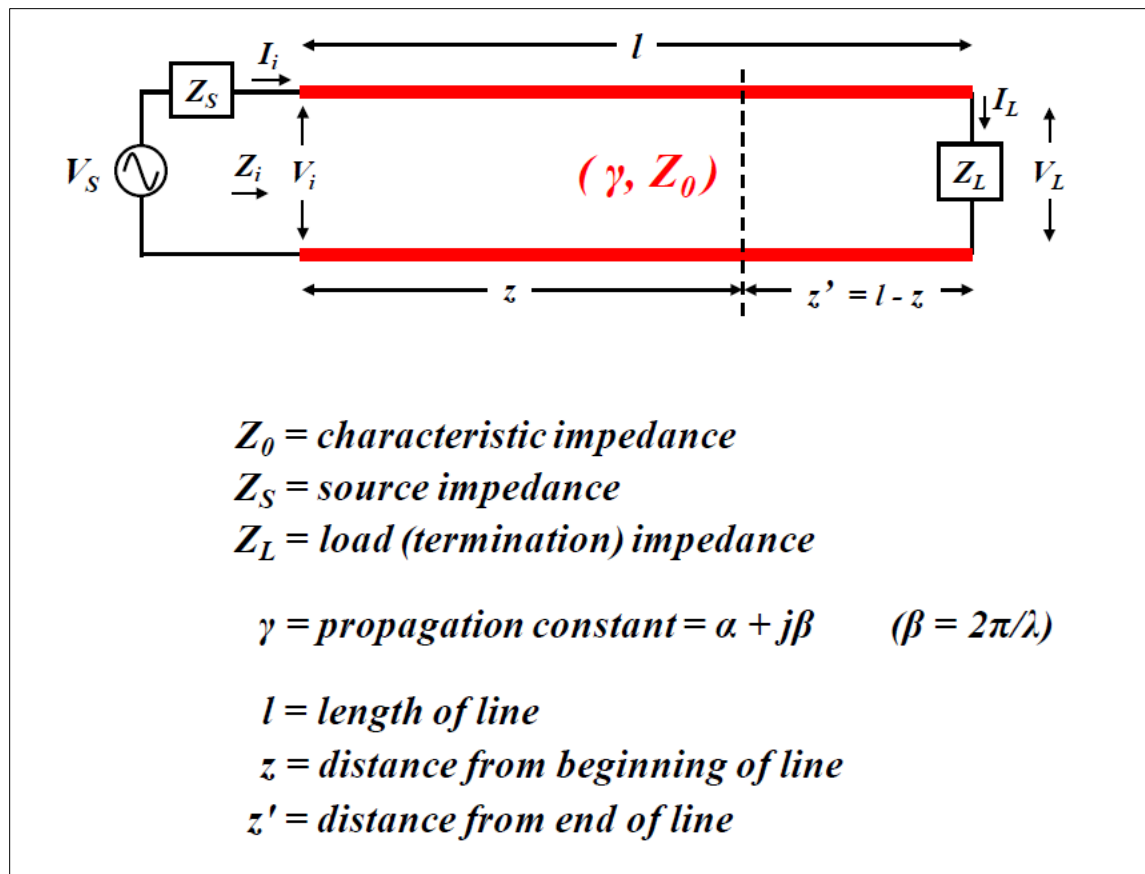 l
I_i
Z_S
I_L
V_S
Z_i
V_i
( γ, Z_0 )
Z_L
V_L
z
z’ = l - z
Z_0 = characteristic impedance
Z_S = source impedance
Z_L = load (termination) impedance
γ = propagation constant = α + jβ (β = 2π/λ)
l = length of line
z = distance from beginning of line
z' = distance from end of line